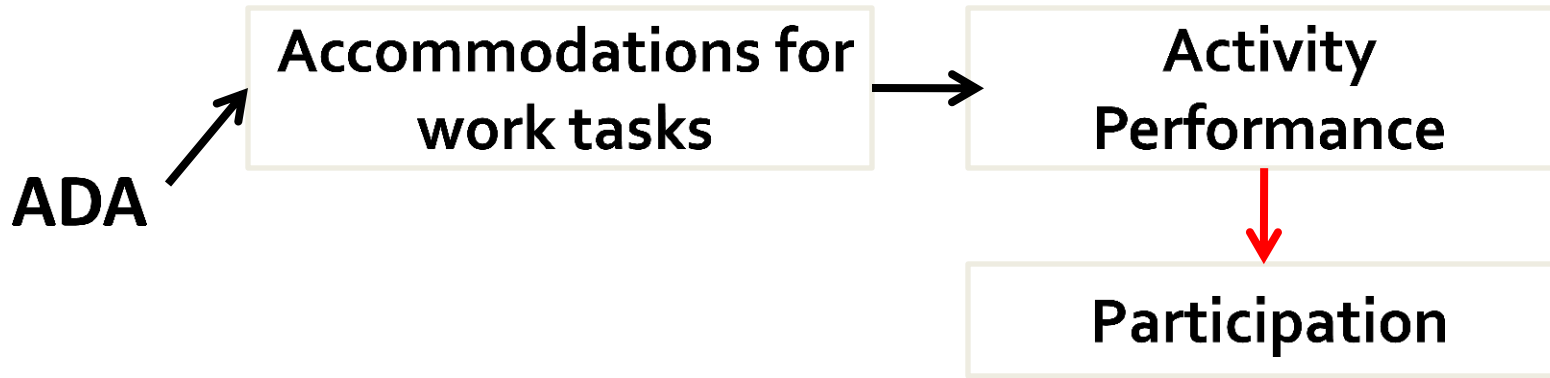 Accommodations for
work tasks
Activity
Performance
ADA
Participation